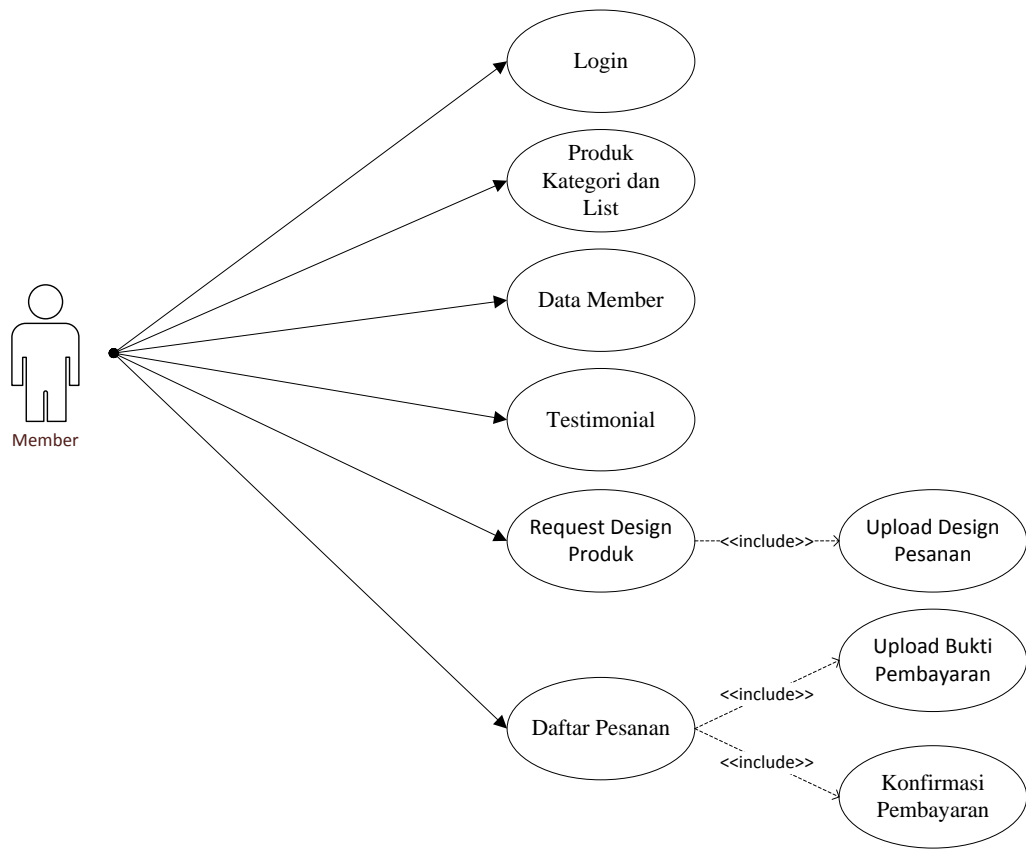 Login
Produk
Kategori dan
List
Data Member
Member
Testimonial
Request Design
Produk
<<include>>
Upload Design
Pesanan
Upload Bukti
Pembayaran
<<include>>
Daftar Pesanan
<<include>>
Konfirmasi
Pembayaran